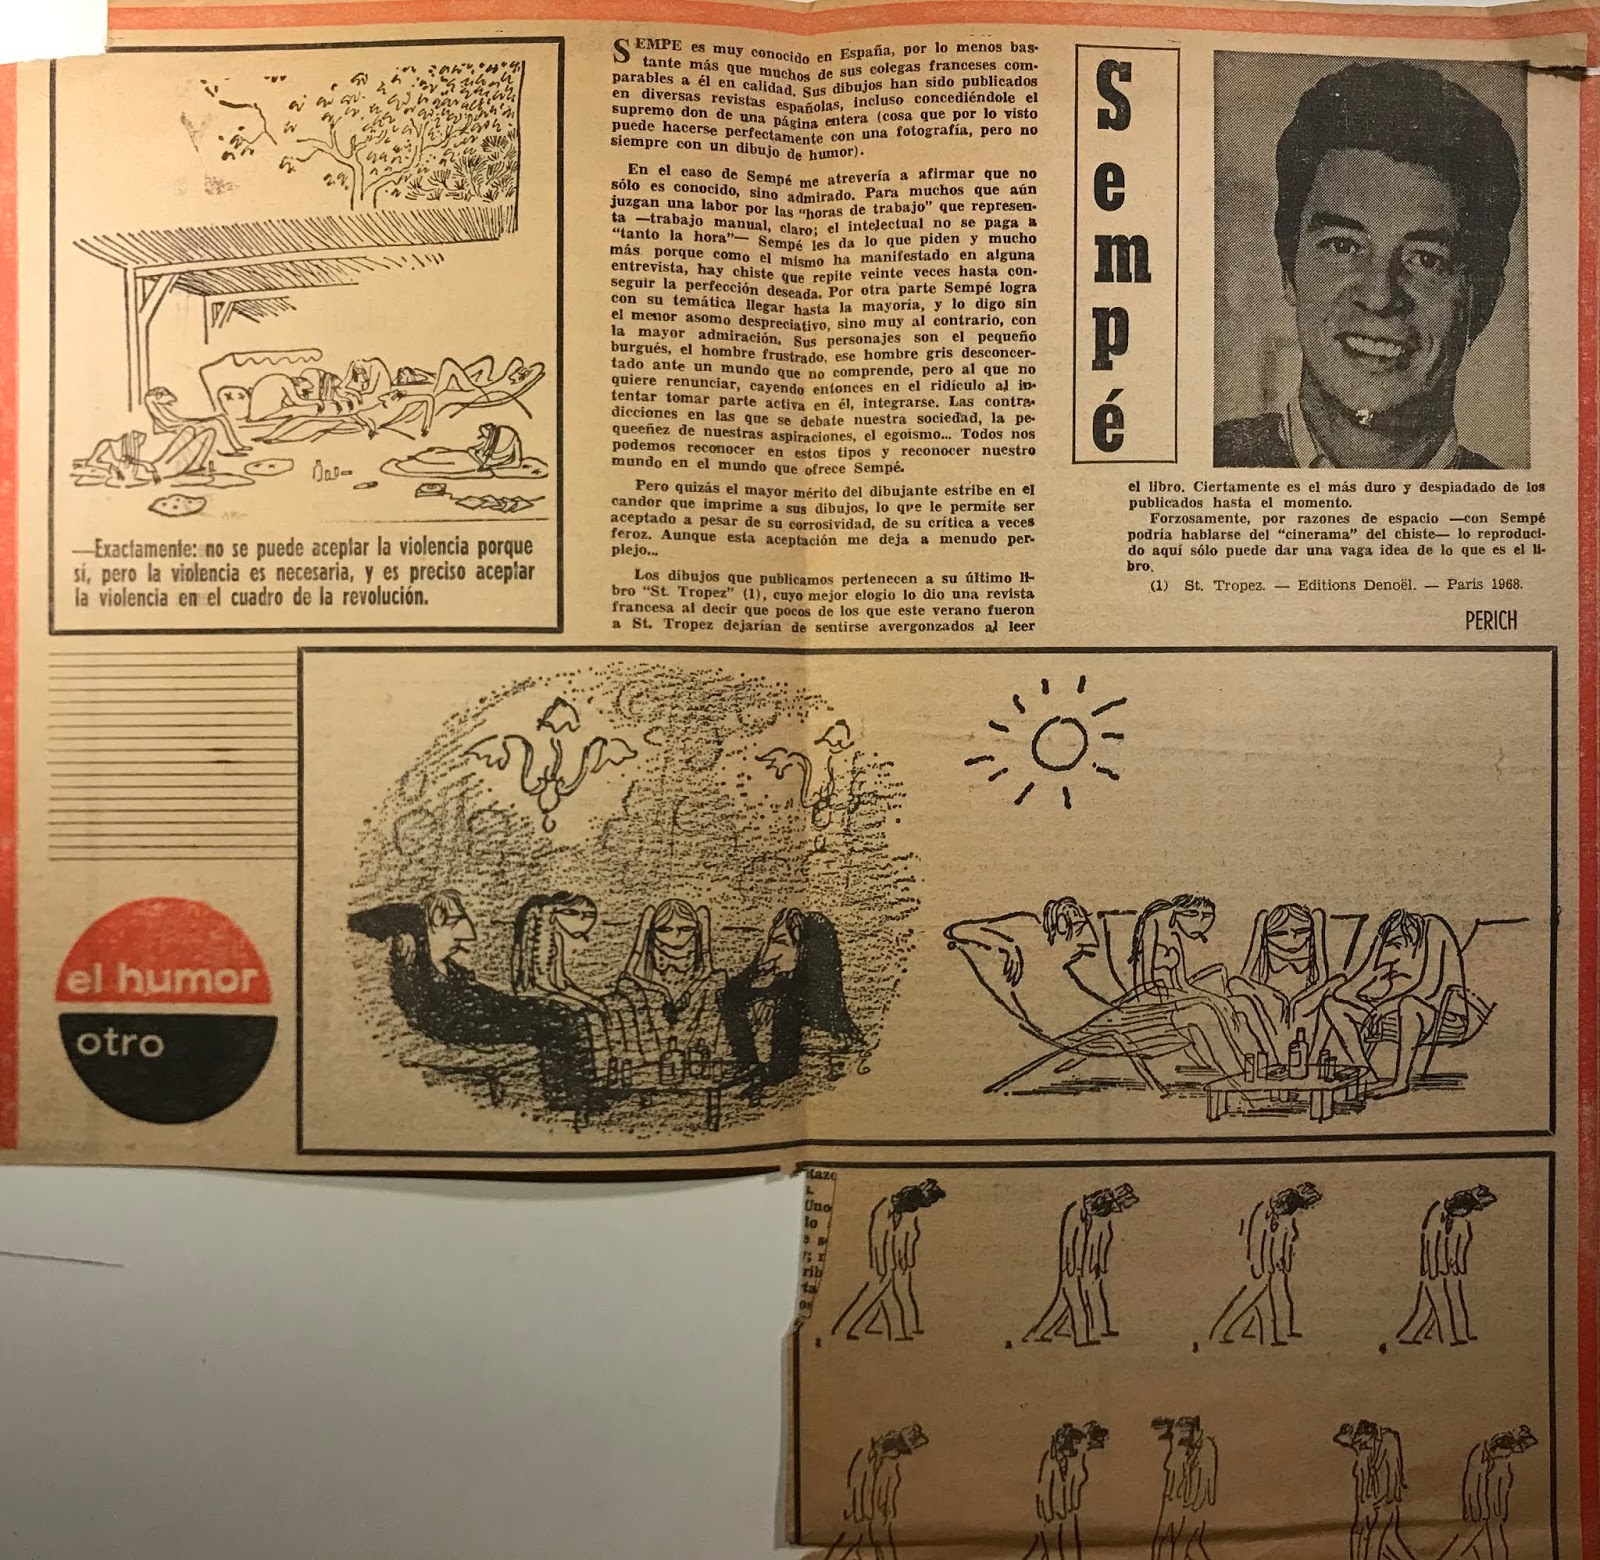 —Exactamente: no se puede aceptar la violencia porque
sí, pero la violencia es necesaria, y es preciso aceptar
la violencia en el cuadro de la revolución.
SEMPE es muy conocido en España, por lo menos bas-
tante más que muchos de sus colegas franceses com-
parables a él en calidad. Sus dibujos han sido publicados
en diversas revistas españolas, incluso concediéndole el
supremo don de una página entera (cosa que por lo visto
puede hacerse perfectamente con una fotografía, pero no
siempre con un dibujo de humor).
En el caso de Sempé me atrevería a afirmar que no
sólo es conocido, sino admirado. Para muchos que aún
juzgan una labor por las "horas de trabajo" que represen-
ta —trabajo manual, claro; el intelectual no se paga a
"tanto la hora"— Sempé les da lo que piden y mucho
más porque como el mismo ha manifestado en alguna
entrevista, hay chiste que repite veinte veces hasta con-
seguir la perfección deseada. Por otra parte Sempé logra
con su temática llegar hasta la mayoría, y lo digo sin
el menor asomo despreciativo, sino muy al contrario, con
la mayor admiración. Sus personajes son el pequeño
burgués, el hombre frustrado, ese hombre gris desconcer-
tado ante un mundo que no comprende, pero al que no
quiere renunciar, cayendo entonces en el ridículo al in-
tentar tomar parte activa en él, integrarse. Las contra-
dicciones en las que se debate nuestra sociedad, la pe-
queeñez de nuestras aspiraciones, el egoísmo... Todos nos
podemos reconocer en estos tipos y reconocer nuestro
mundo en el mundo que ofrece Sempé.
Pero quizás el mayor mérito del dibujante estribe en el
candor que imprime a sus dibujos, lo que le permite ser
aceptado a pesar de su corrosividad, de su crítica a veces
feroz. Aunque esta aceptación me deja a menudo per-
plejo...
Los dibujos que publicamos pertenecen a su último li-
bro "St. Tropez" (1), cuyo mejor elogio lo dio una revista
francesa al decir que pocos de los que este verano fueron
a St. Tropez dejarían de sentirse avergonzados al leer
Sempé
el libro. Ciertamente es el más duro y despiadado de los
publicados hasta el momento.
Forzosamente, por razones de espacio —con Sempé
podría hablarse del "cinerama" del chiste— lo reproduci-
do aquí sólo puede dar una vaga idea de lo que es el li-
bro.
(1) St. Tropez. — Editions Denoël. — París 1968.
PERICH
el humor
otro
Uno